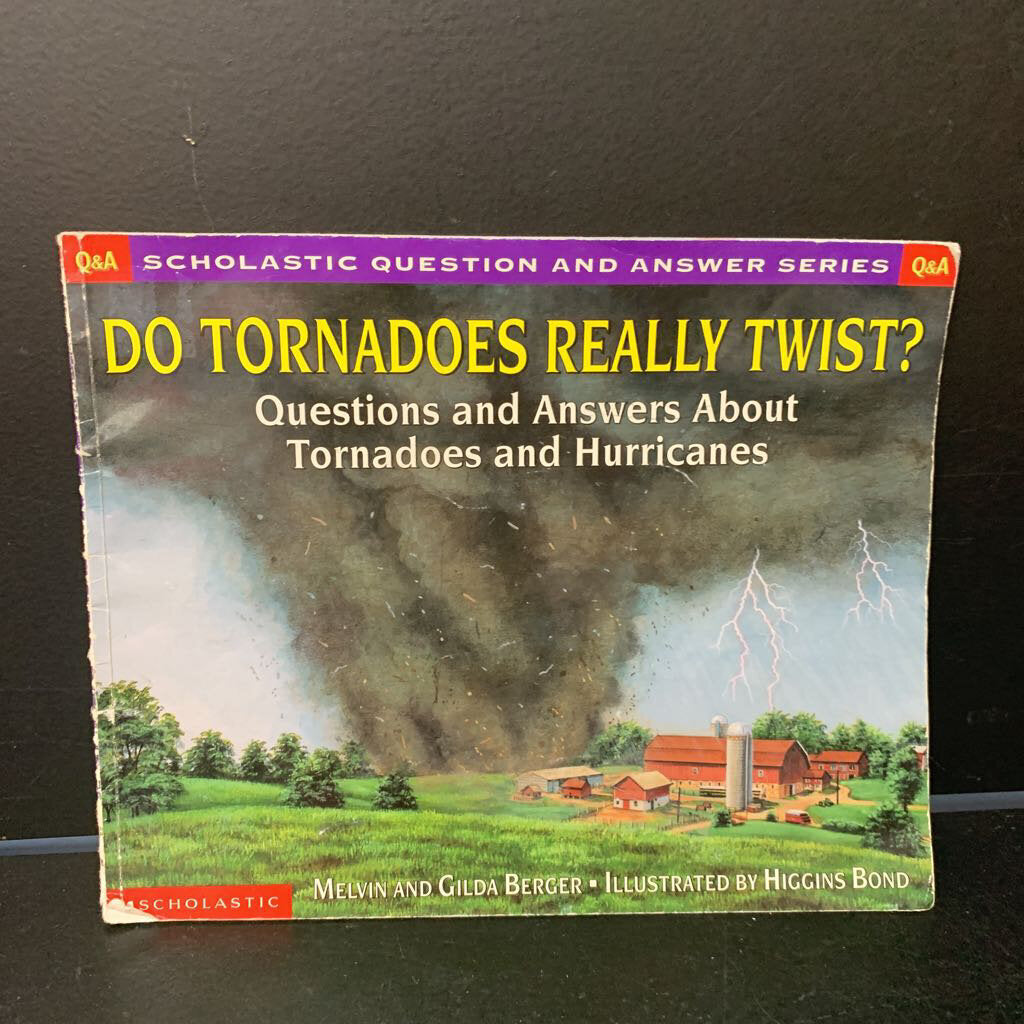 Q&A SCHOLASTIC QUESTION AND ANSWER SERIES Q&A
DO TORNADOES REALLY TWIST?
Questions and Answers About
Tornadoes and Hurricanes
MELVIN AND GILDA BERGER ▪ ILLUSTRATED BY HIGGINS BOND
SCHOLASTIC